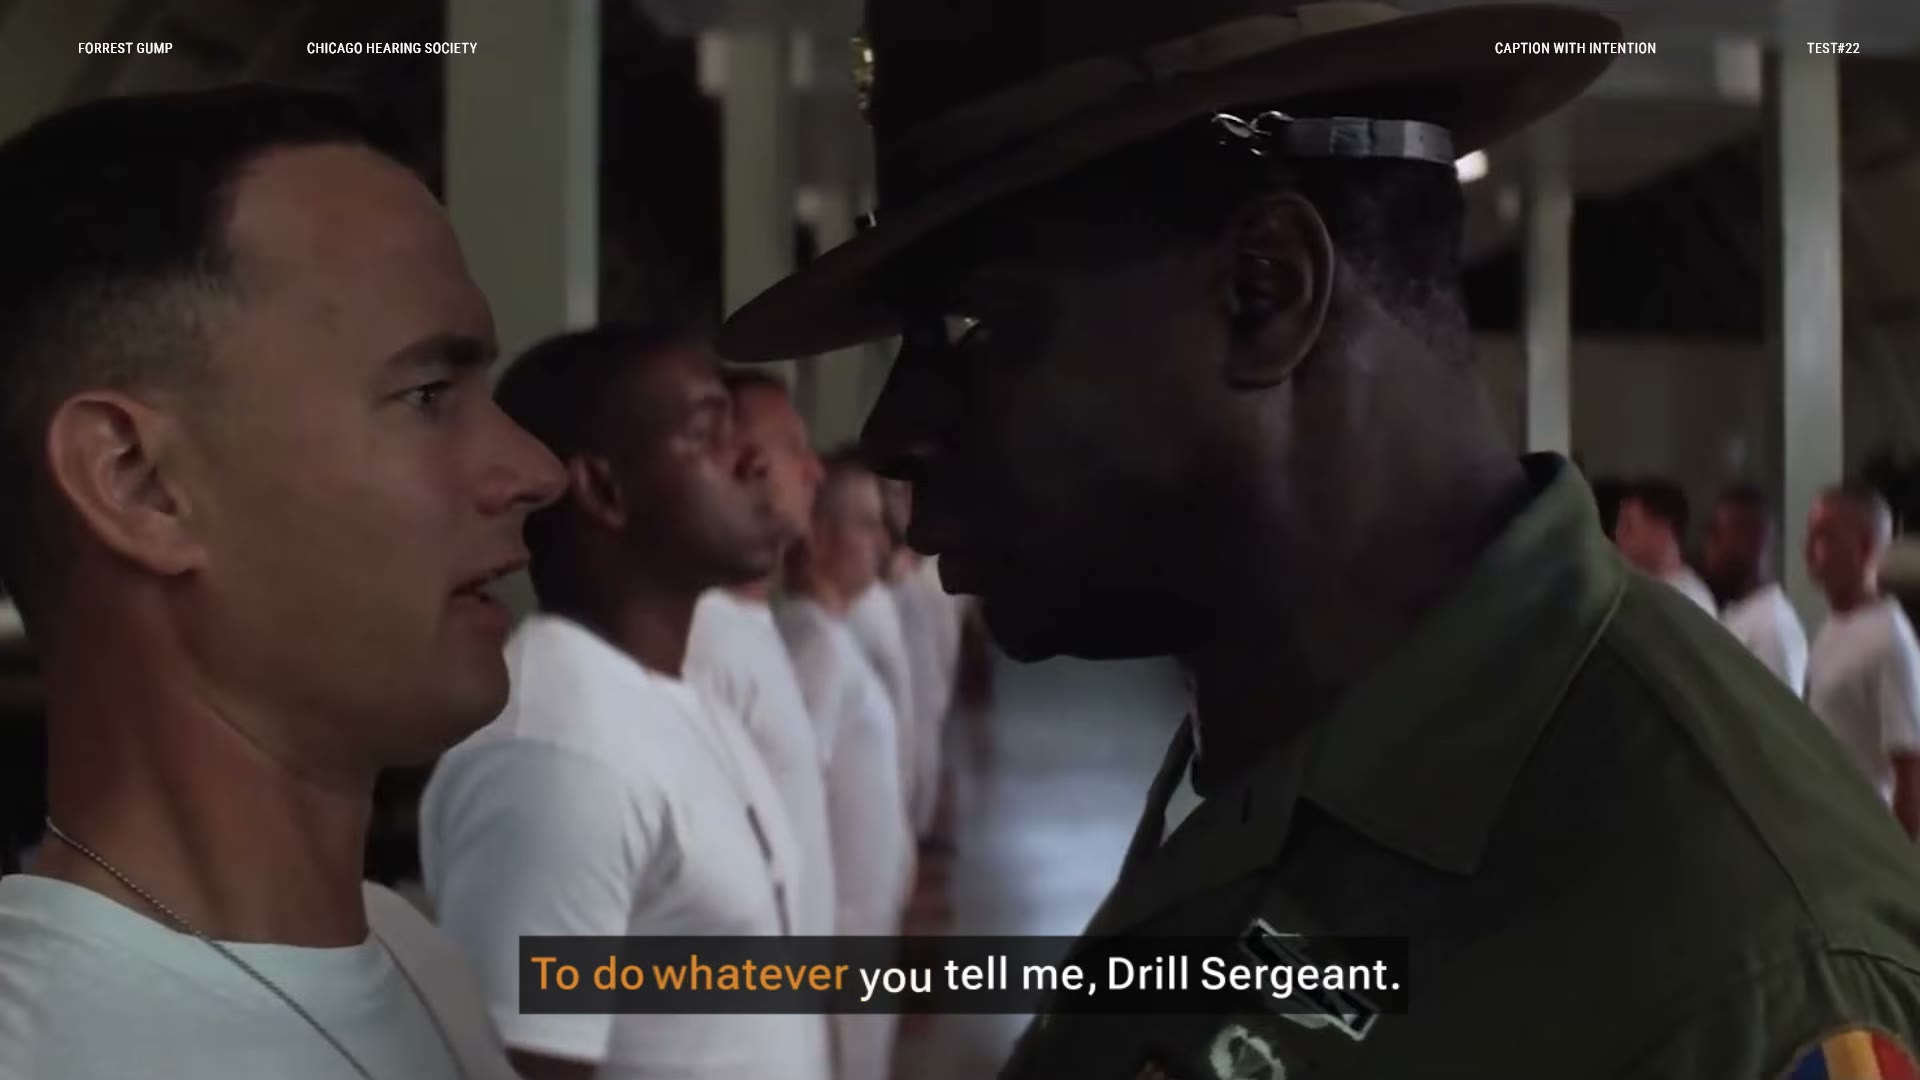 FORREST GUMP
CHICAGO HEARING SOCIETY
CAPTION WITH INTENTION
TEST#22
To do whatever you tell me, Drill Sergeant.